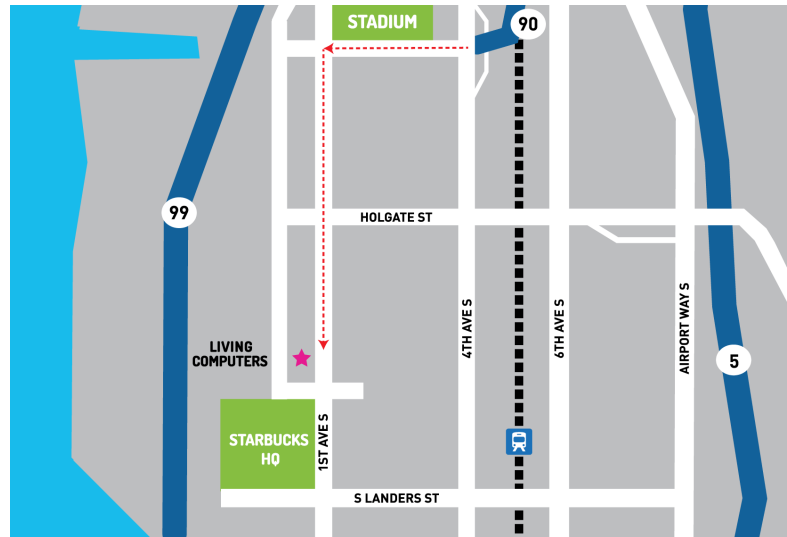 STADIUM
90
99
HOLGATE ST
LIVING
COMPUTERS
4TH AVE S
6TH AVE S
AIRPORT WAY S
5
STARBUCKS
HQ
1ST AVE S
S LANDERS ST